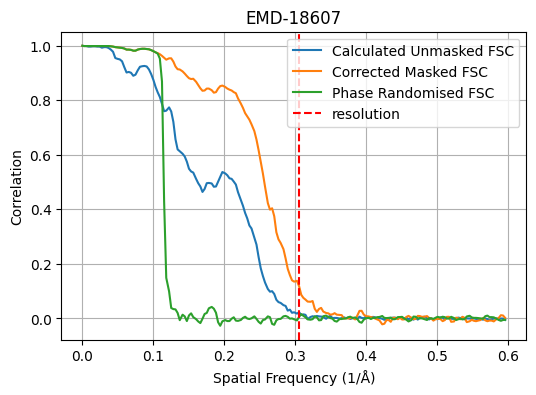 EMD-18607
1.0
0.8
0.6
0.4
0.2
0.0
Correlation
Calculated Unmasked FSC
Corrected Masked FSC
Phase Randomised FSC
resolution
0.0 0.1 0.2 0.3 0.4 0.5 0.6
Spatial Frequency (1/Å)